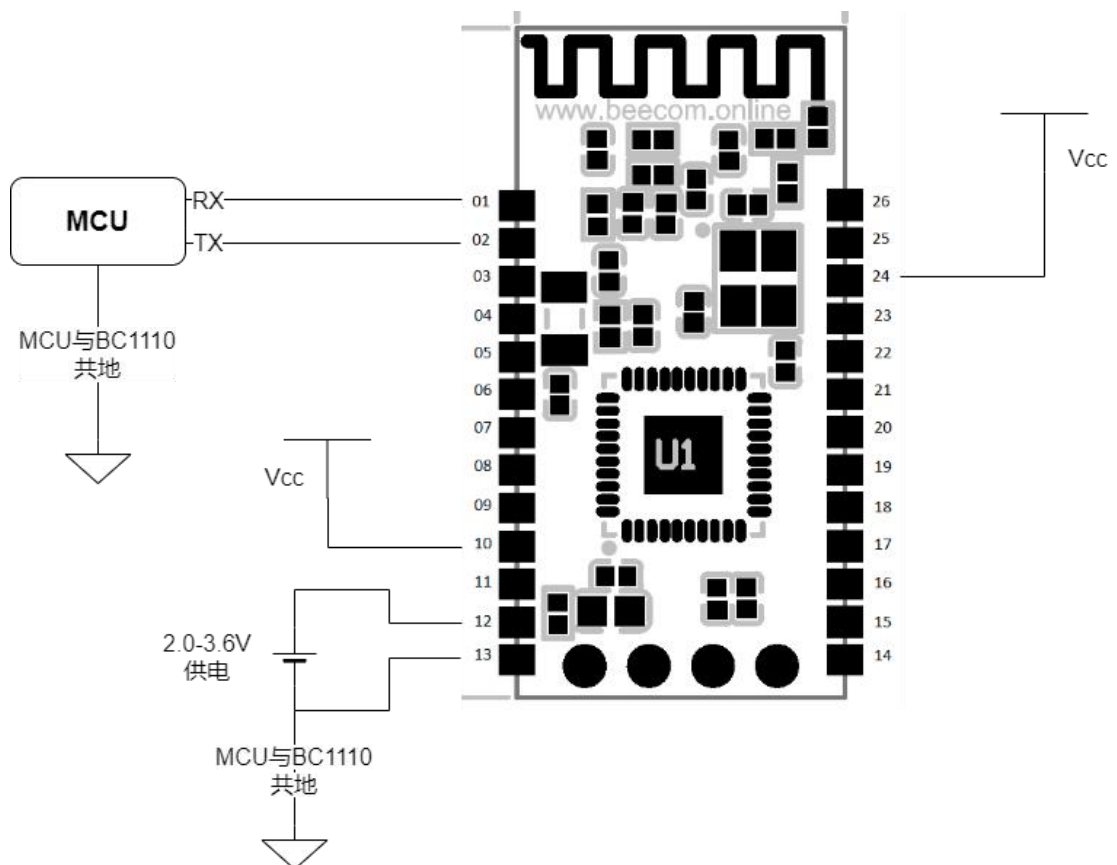 www.beecom.online
Vcc
MCU
RX
TX
MCU与BC1110
共地
Vcc
2.0-3.6V
供电
MCU与BC1110
共地
01
02
03
04
05
06
07
08
09
10
11
12
13
26
25
24
23
22
21
20
19
18
17
16
15
14
U1